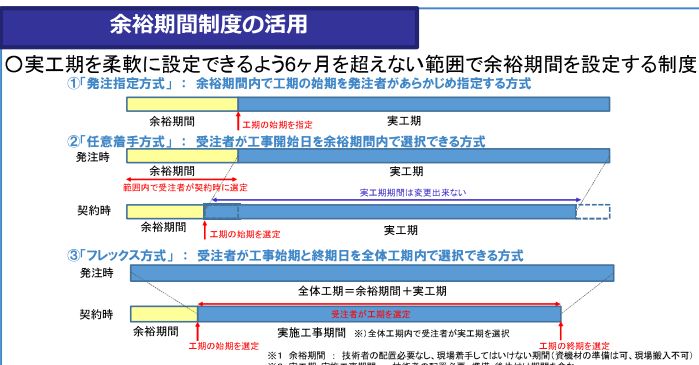 余裕期間制度の活用
〇実工期を柔軟に設定できるよう6ヶ月を超えない範囲で余裕期間を設定する制度
①「発注指定方式」 ： 余裕期間内で工期の始期を発注者があらかじめ指定する方式
余裕期間
工期の始期を指定
実工期
②「任意着手方式」 ： 受注者が工事開始日を余裕期間内で選択できる方式
発注時
余裕期間
実工期
範囲内で受注者が契約時に選定
実工期期間は変更出来ない
契約時
余裕期間
工期の始期を選定
実工期
③「フレックス方式」 ： 受注者が工事始期と終期日を全体工期内で選択できる方式
発注時
全体工期＝余裕期間＋実工期
契約時
受注者が工期を選定
余裕期間
実施工事期間 ※）全体工期内で受注者が実工期を選択
工期の始期を選定
工期の終期を選定
※1 余裕期間 ： 技術者の配置必要なし、現場着手してはいけない期間（資機材の準備は可、現場搬入不可）